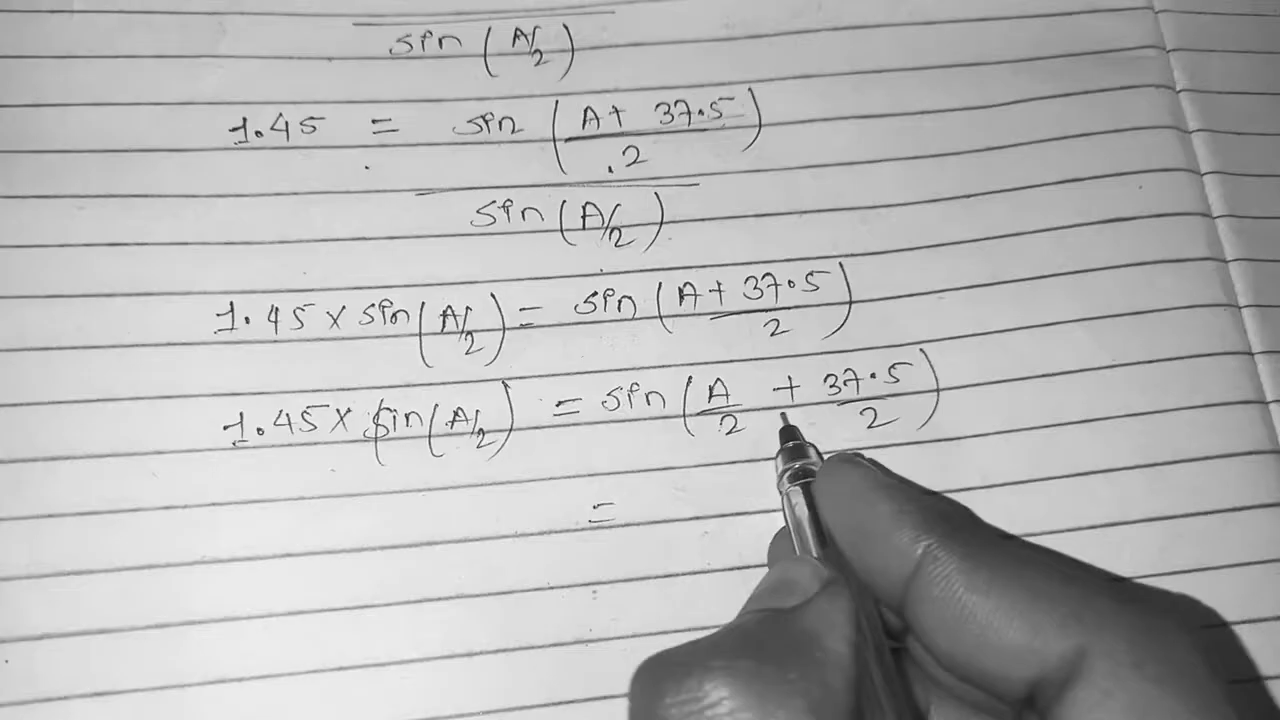 sin (A/2)
1.45 = sin (A + 37.5 / .2)
sin (A/2)
1.45 × sin (A/2) = sin (A + 37.5 / 2)
1.45 × sin (A/2) = sin (A/2 + 37.5/2)
=